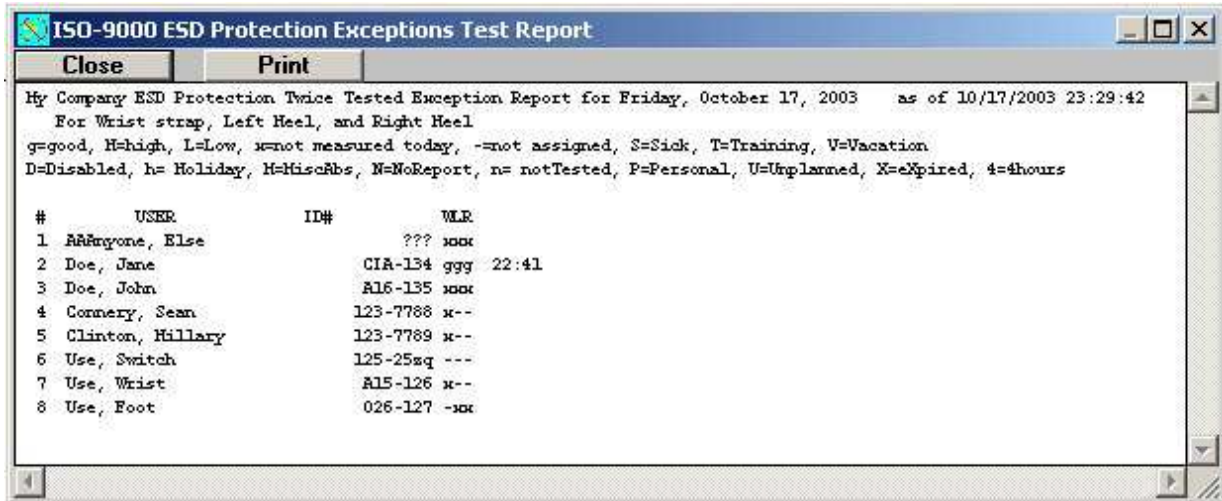 ISO-9000 ESD Protection Exceptions Test Report
Close Print
My Company ESD Protection Twice Tested Exception Report for Friday, October 17, 2003 as of 10/17/2003 23:29:42
For Wrist strap, Left Heel, and Right Heel
g=good, H=high, L=Low, x=not measured today, -=not assigned, S=Sick, T=Training, V=Vacation
D=Disabled, h= Holiday, M=MiscAbs, N=NoReport, n= notTested, P=Personal, U=Unplanned, X=eXpired, 4=4hours
# USER ID# WLR
1 AAAnyone, Else ??? xxx
2 Doe, Jane CIA-134 ggg 22:41
3 Doe, John A16-135 xxx
4 Connery, Sean 123-7788 x--
5 Clinton, Hillary 123-7789 x--
6 Use, Switch 125-25sq ---
7 Use, Wrist A15-126 x--
8 Use, Foot 026-127 -xx